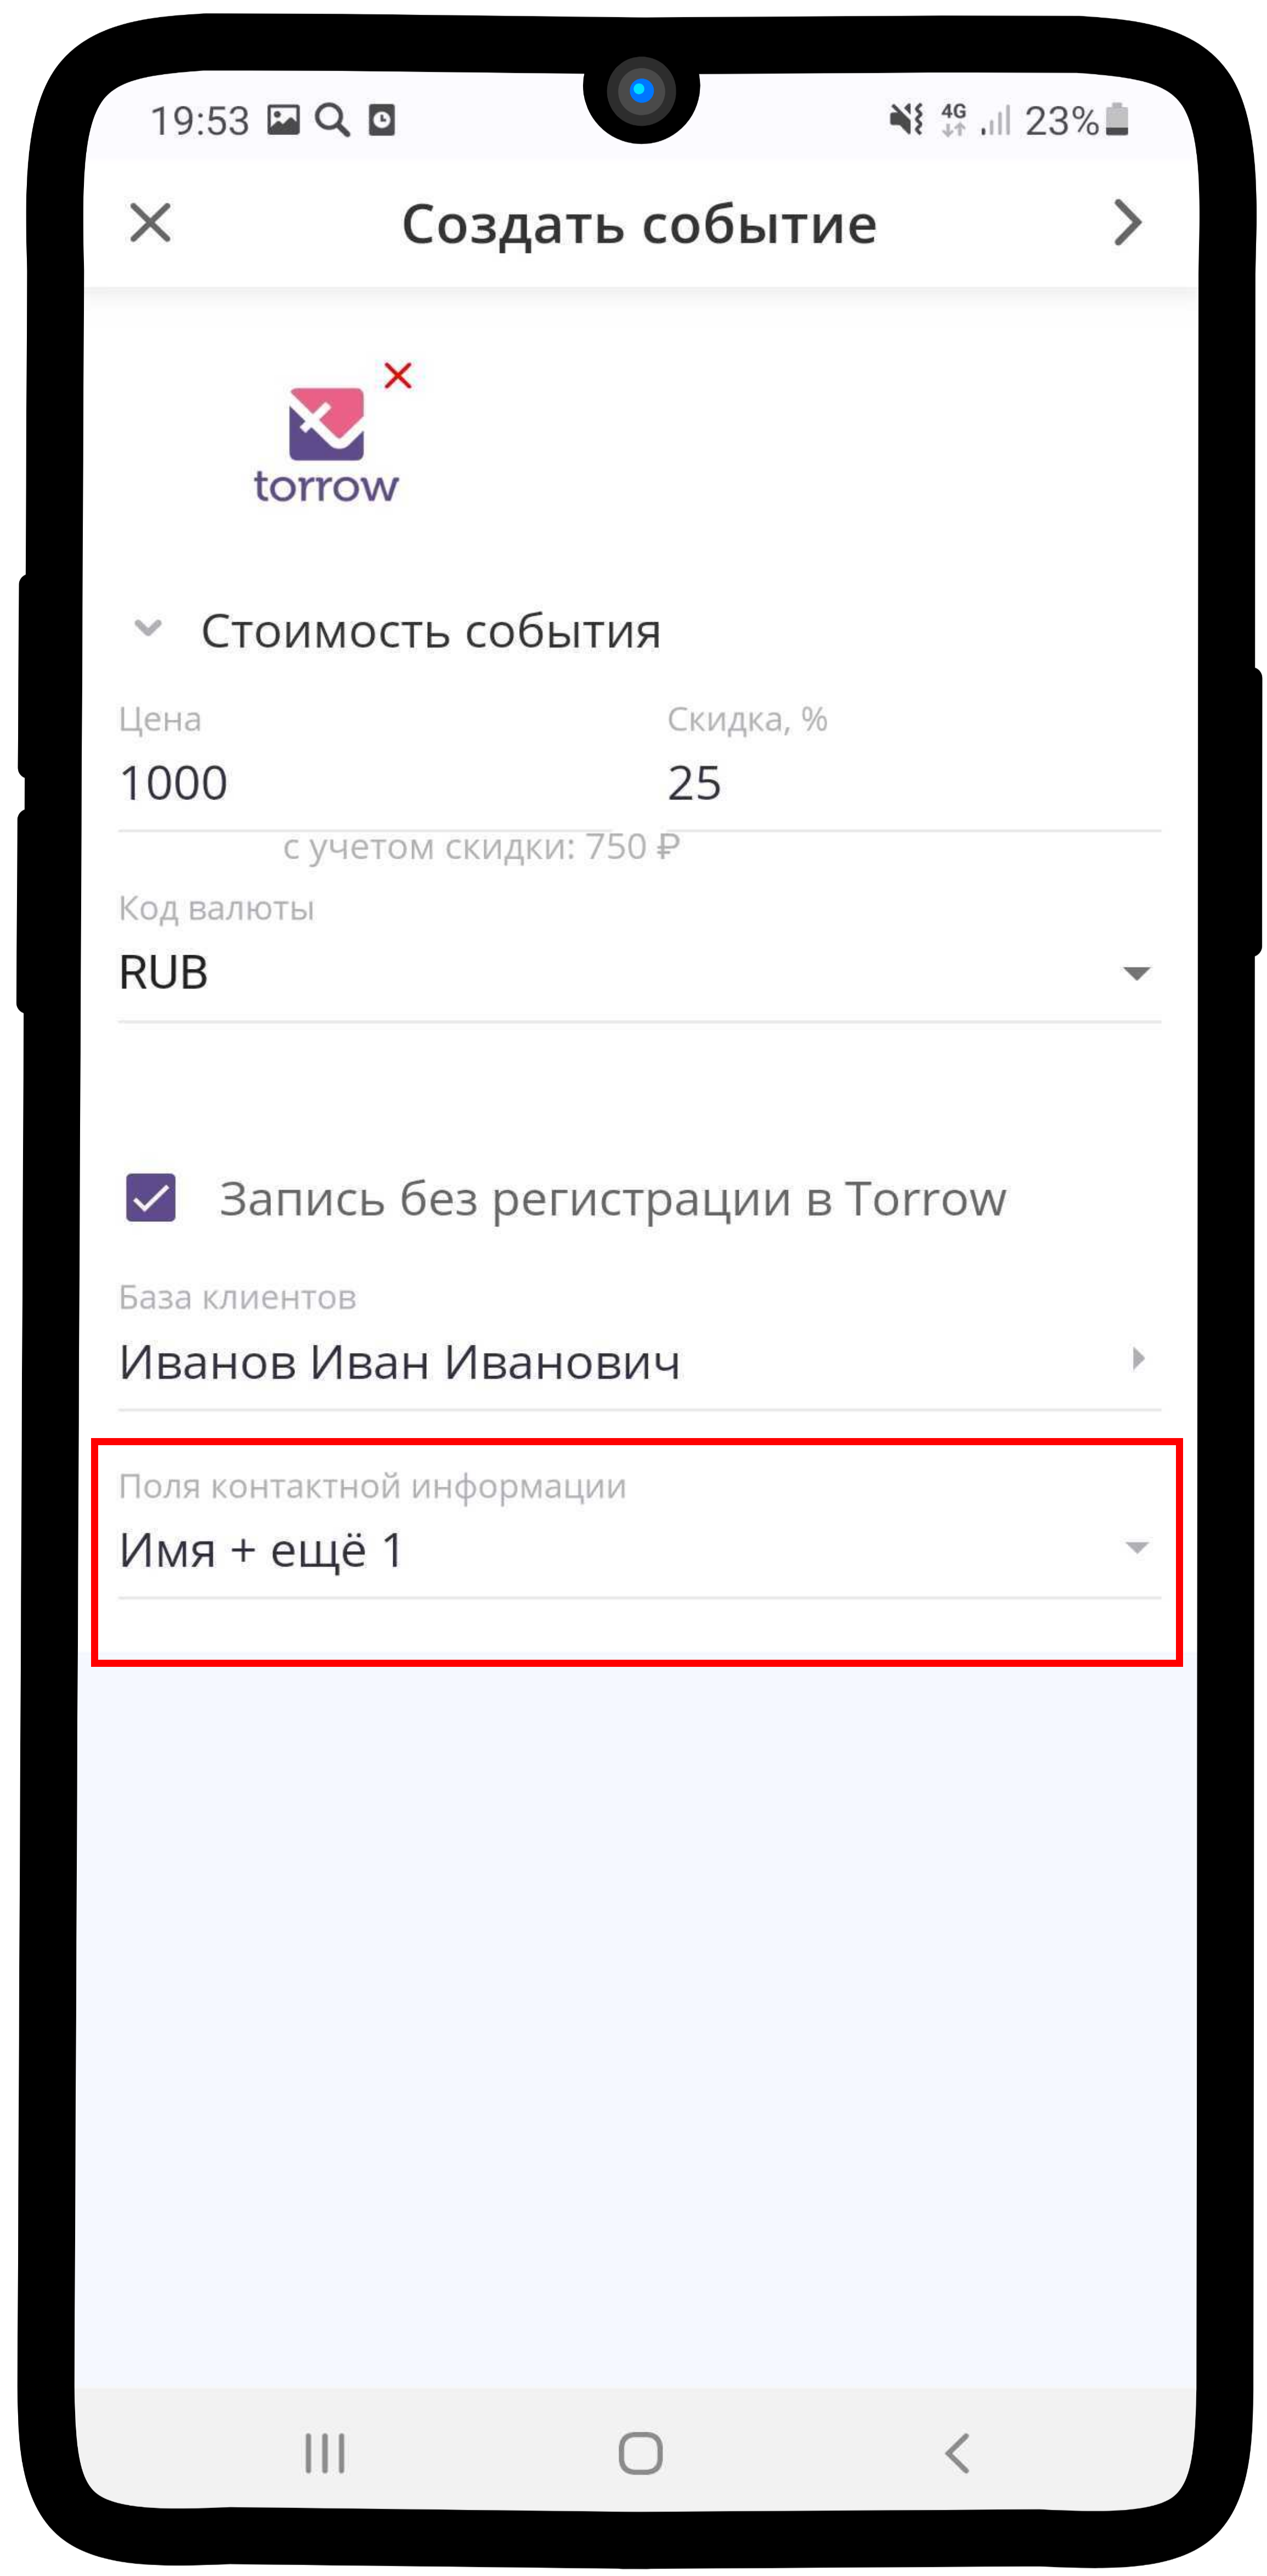 19:53
4G
23%
Создать событие
torrow
Стоимость события
Цена
Скидка, %
1000
25
с учетом скидки: 750 ₽
Код валюты
RUB
Запись без регистрации в Torrow
База клиентов
Иванов Иван Иванович
Поля контактной информации
Имя + ещё 1